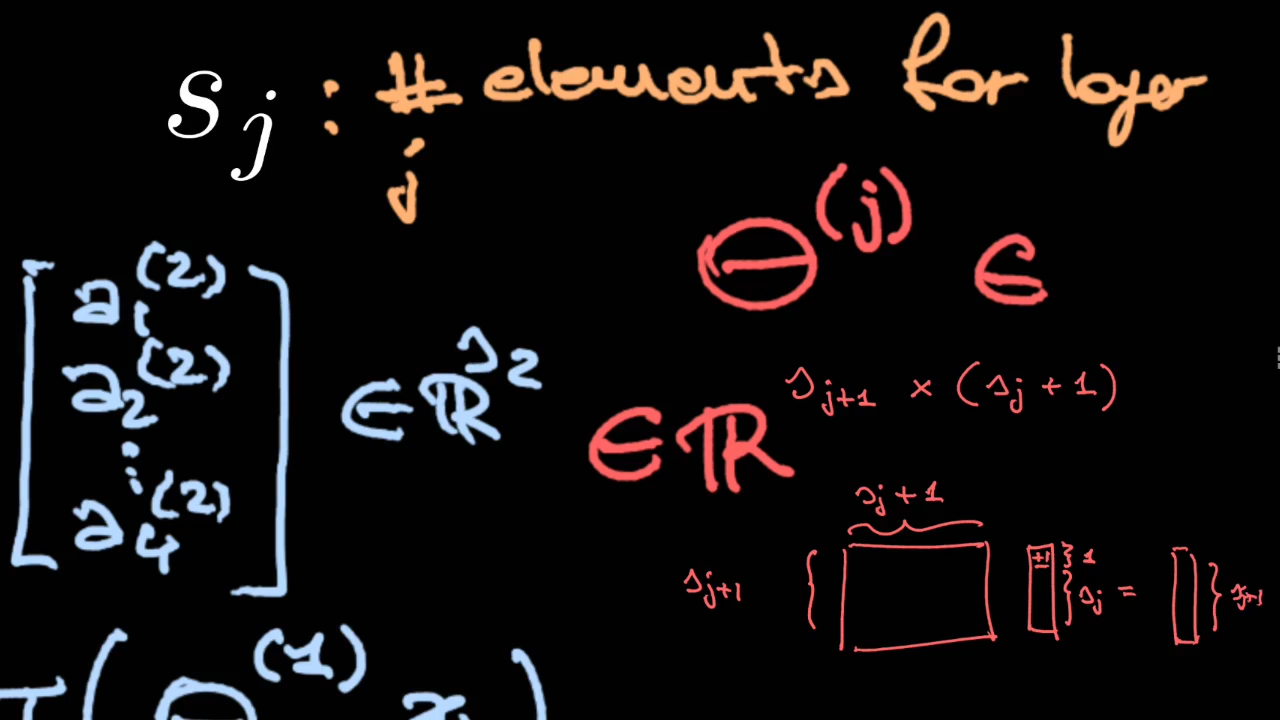 s_j : # elements for layer
j
Θ^(j) ∈
[a_1^(2)
a_2^(2)
⋮
a_4^(2)] ∈ ℝ^{s_2}
∈ ℝ^{s_{j+1} × (s_j + 1)}
s_j + 1
s_{j+1} { +1 } 1
} s_j = } s_{j+1}
(Θ^(1)